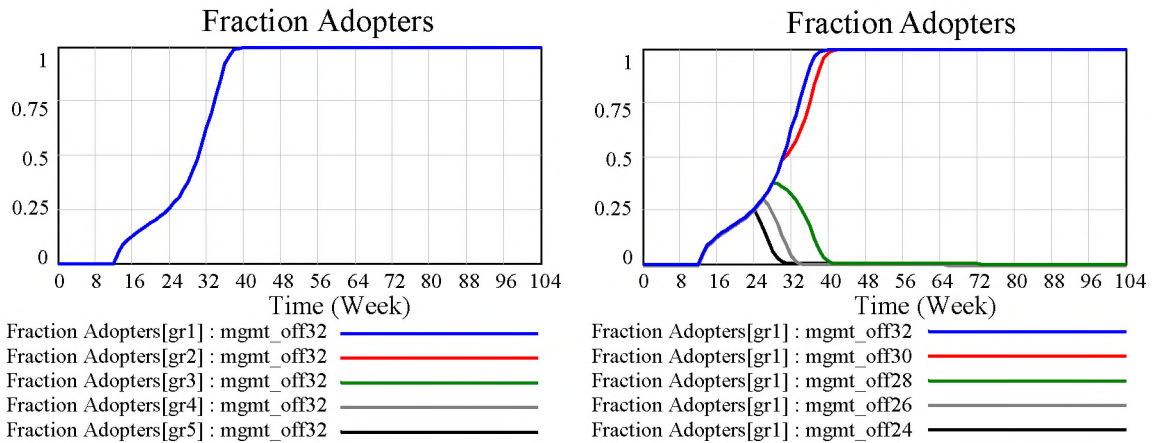 Fraction Adopters
1
0.75
0.5
0.25
0
0 8 16 24 32 40 48 56 64 72 80 88 96 104
Time (Week)
Fraction Adopters[gr1] : mgmt_off32
Fraction Adopters[gr2] : mgmt_off32
Fraction Adopters[gr3] : mgmt_off32
Fraction Adopters[gr4] : mgmt_off32
Fraction Adopters[gr5] : mgmt_off32
Fraction Adopters
1
0.75
0.5
0.25
0
0 8 16 24 32 40 48 56 64 72 80 88 96 104
Time (Week)
Fraction Adopters[gr1] : mgmt_off32
Fraction Adopters[gr1] : mgmt_off30
Fraction Adopters[gr1] : mgmt_off28
Fraction Adopters[gr1] : mgmt_off26
Fraction Adopters[gr1] : mgmt_off24